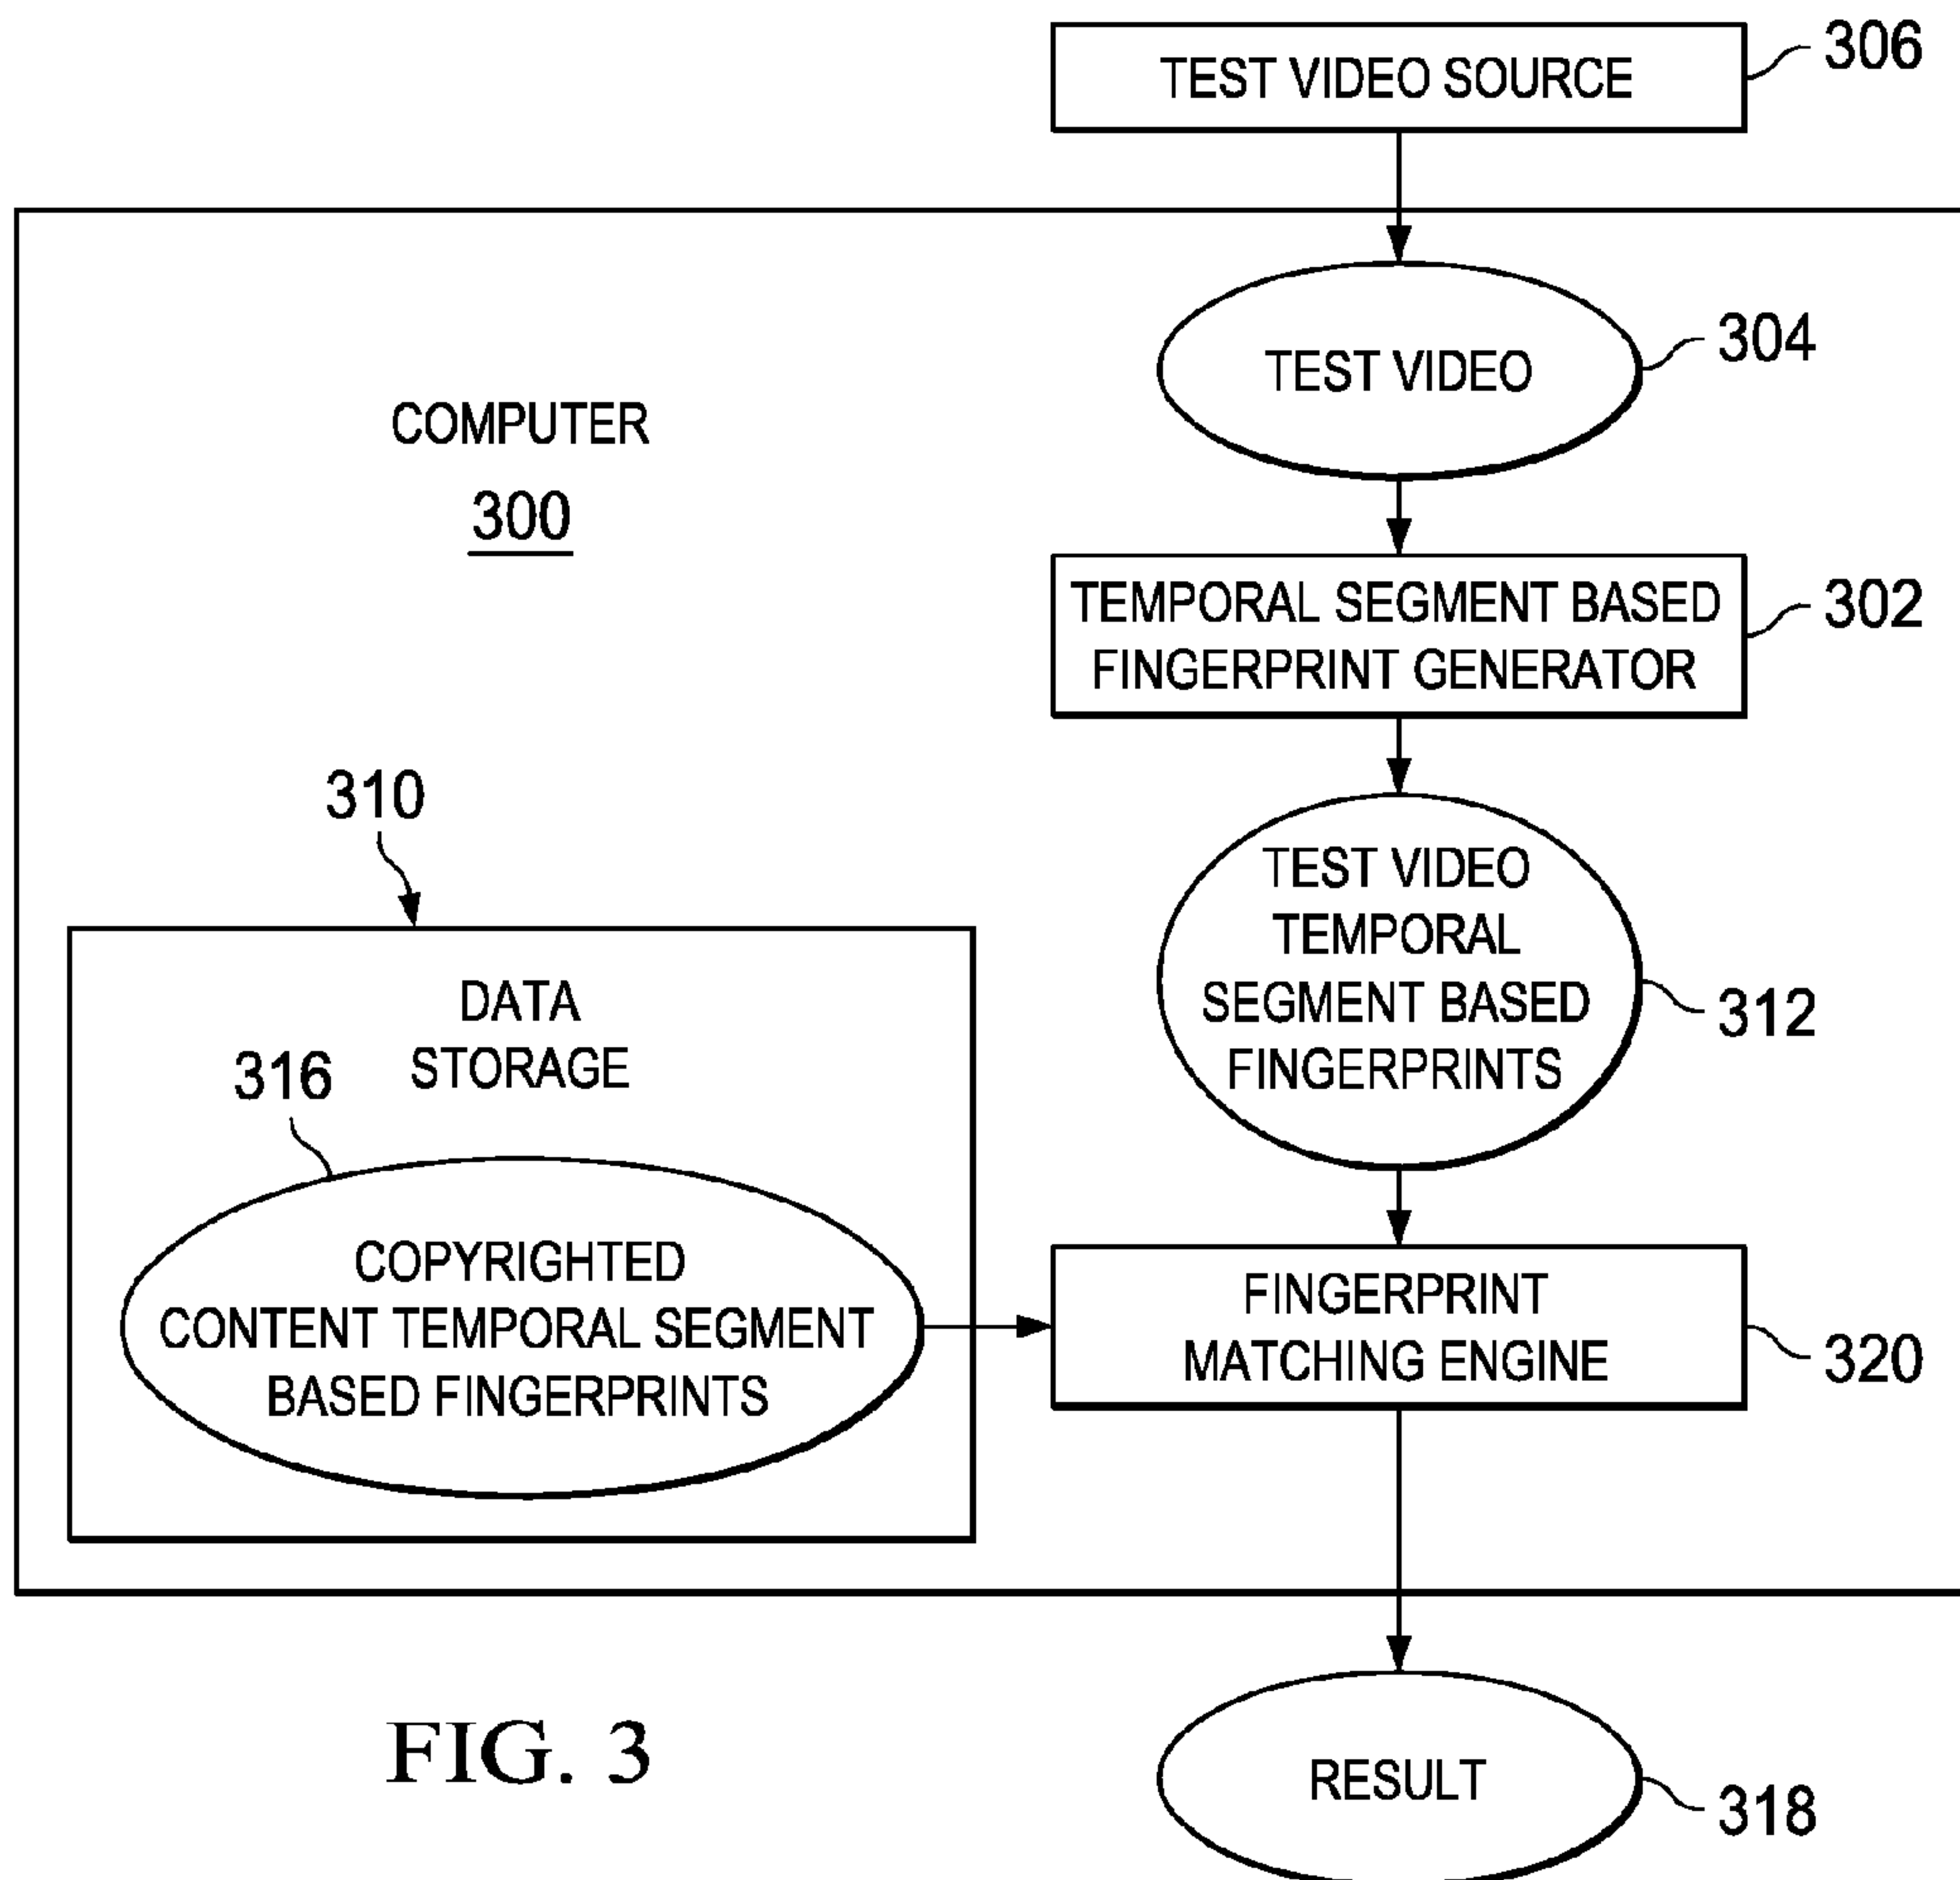 TEST VIDEO SOURCE
306
TEST VIDEO
304
COMPUTER
300
TEMPORAL SEGMENT BASED
FINGERPRINT GENERATOR
302
310
TEST VIDEO
TEMPORAL
SEGMENT BASED
FINGERPRINTS
312
DATA
STORAGE
316
COPYRIGHTED
CONTENT TEMPORAL SEGMENT
BASED FINGERPRINTS
FINGERPRINT
MATCHING ENGINE
320
RESULT
318
FIG. 3